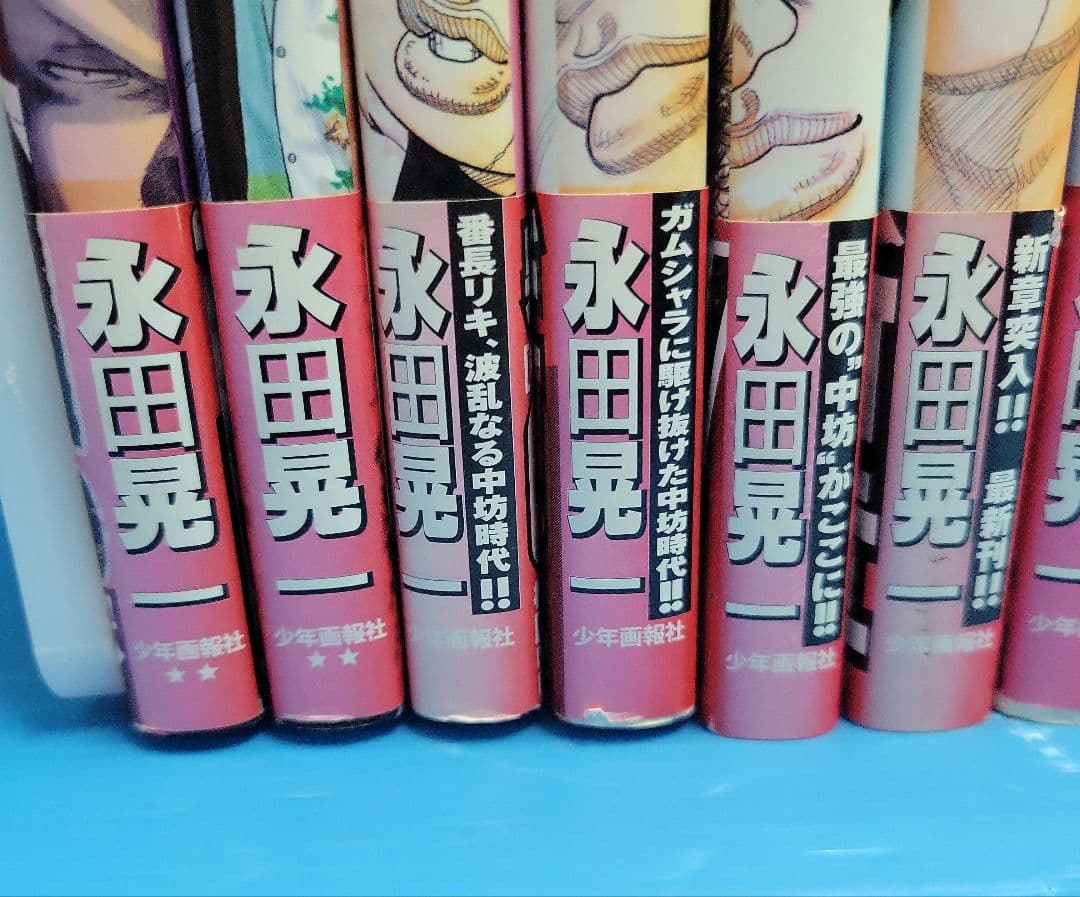 永田晃一
少年画報社
★★
永田晃一
少年画報社
★★
番長リキ、波乱なる中坊時代!!
永田晃一
少年画報社
ガムシャラに駆け抜けた中坊時代!!
永田晃一
少年画報社
最強の"中坊"がここに!!
永田晃一
少年画報社
新章突入!! 最新刊!!
永田晃一
少年画報社